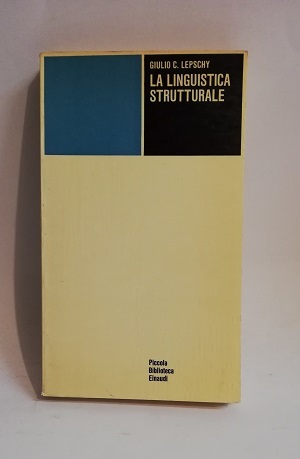 GIULIO C. LEPSCHY
LA LINGUISTICA
STRUTTURALE
Piccola
Biblioteca
Einaudi